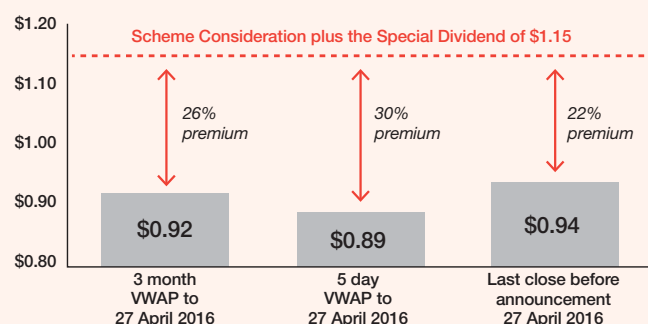 $1.20
Scheme Consideration plus the Special Dividend of $1.15
$1.10
26%
premium
30%
premium
22%
premium
$1.00
$0.90
$0.92
$0.89
$0.94
$0.80
3 month
VWAP to
27 April 2016
5 day
VWAP to
27 April 2016
Last close before
announcement
27 April 2016